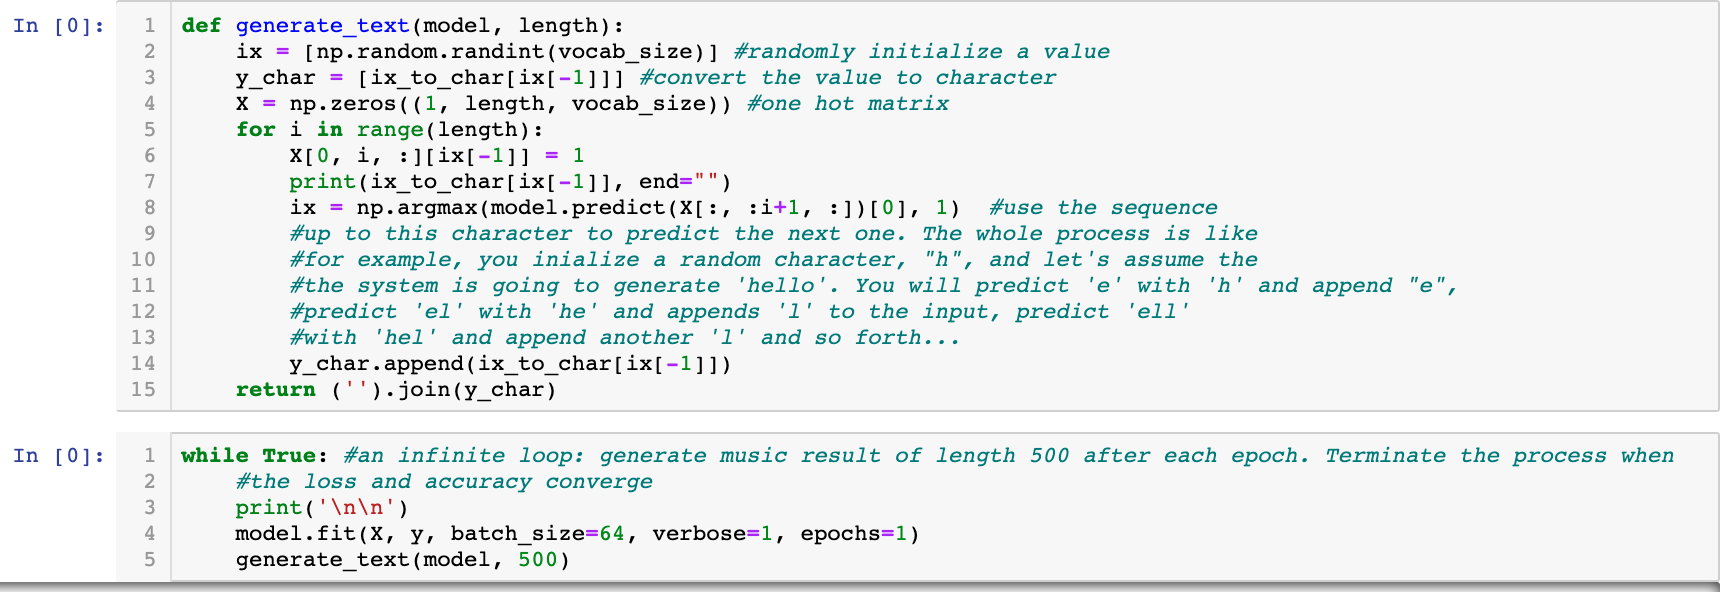 In [0]:
1 def generate_text(model, length):
2     ix = [np.random.randint(vocab_size)] #randomly initialize a value
3     y_char = [ix_to_char[ix[-1]]] #convert the value to character
4     X = np.zeros((1, length, vocab_size)) #one hot matrix
5     for i in range(length):
6         X[0, i, :][ix[-1]] = 1
7         print(ix_to_char[ix[-1]], end="")
8         ix = np.argmax(model.predict(X[:, :i+1, :])[0], 1)  #use the sequence
9         #up to this character to predict the next one. The whole process is like
10         #for example, you inialize a random character, "h", and let's assume the
11         #the system is going to generate 'hello'. You will predict 'e' with 'h' and append "e",
12         #predict 'el' with 'he' and appends 'l' to the input, predict 'ell'
13         #with 'hel' and append another 'l' and so forth...
14         y_char.append(ix_to_char[ix[-1]])
15     return ('').join(y_char)
In [0]:
1 while True: #an infinite loop: generate music result of length 500 after each epoch. Terminate the process when
2     #the loss and accuracy converge
3     print('\n\n')
4     model.fit(X, y, batch_size=64, verbose=1, epochs=1)
5     generate_text(model, 500)